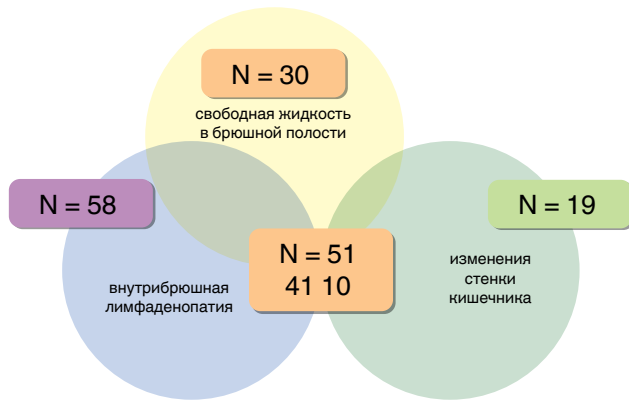 N = 30
свободная жидкость
в брюшной полости
N = 58
N = 19
N = 51
41 10
внутрибрюшная
лимфаденопатия
изменения
стенки
кишечника